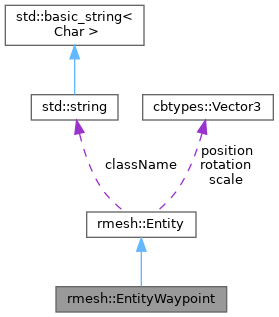 std::basic_string<
Char >
std::string
cbtypes::Vector3
className
position
rotation
scale
rmesh::Entity
rmesh::EntityWaypoint